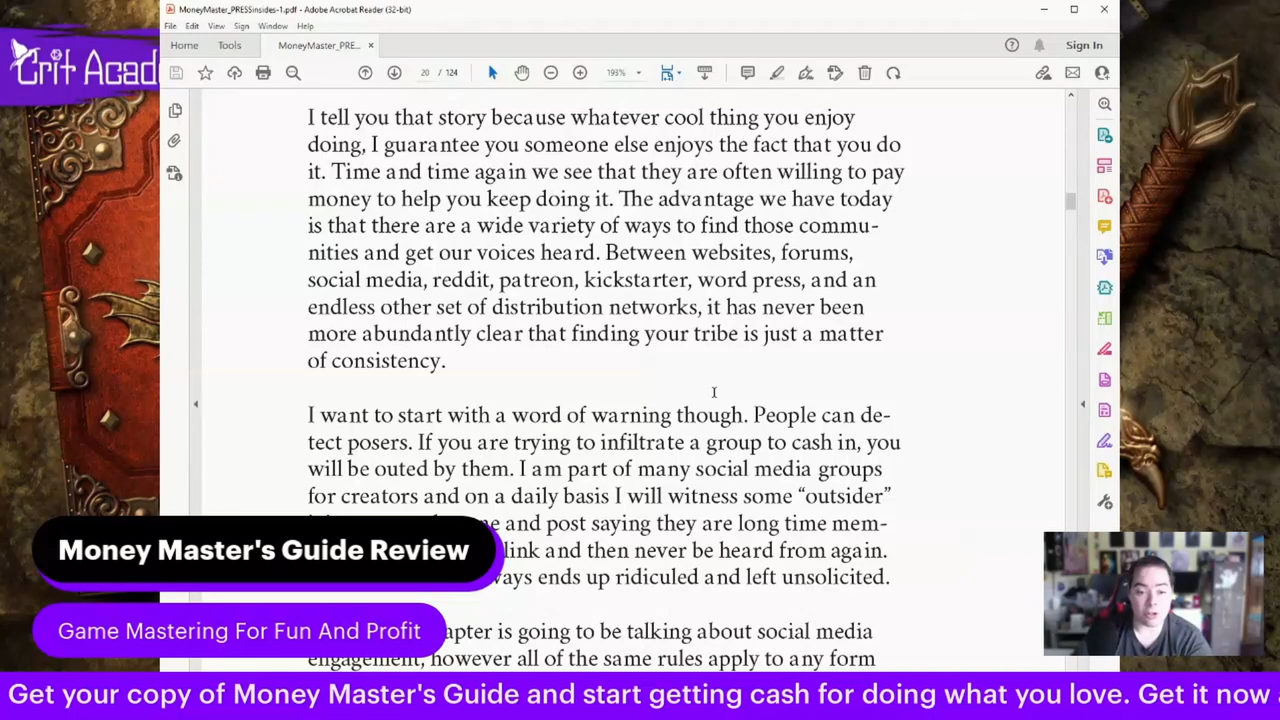 MoneyMaster_PRESSinsides-1.pdf - Adobe Acrobat Reader (32-bit)
File Edit View Sign Window Help
Home Tools MoneyMaster_PRE... × Sign In
20 / 124 193%
Crit Acad
I tell you that story because whatever cool thing you enjoy
doing, I guarantee you someone else enjoys the fact that you do
it. Time and time again we see that they are often willing to pay
money to help you keep doing it. The advantage we have today
is that there are a wide variety of ways to find those commu-
nities and get our voices heard. Between websites, forums,
social media, reddit, patreon, kickstarter, word press, and an
endless other set of distribution networks, it has never been
more abundantly clear that finding your tribe is just a matter
of consistency.
I want to start with a word of warning though. People can de-
tect posers. If you are trying to infiltrate a group to cash in, you
will be outed by them. I am part of many social media groups
for creators and on a daily basis I will witness some “outsider”
and post saying they are long time mem-
link and then never be heard from again.
ways ends up ridiculed and left unsolicited.
apter is going to be talking about social media
engagement, however all of the same rules apply to any form
Money Master's Guide Review
Game Mastering For Fun And Profit
Get your copy of Money Master's Guide and start getting cash for doing what you love. Get it now